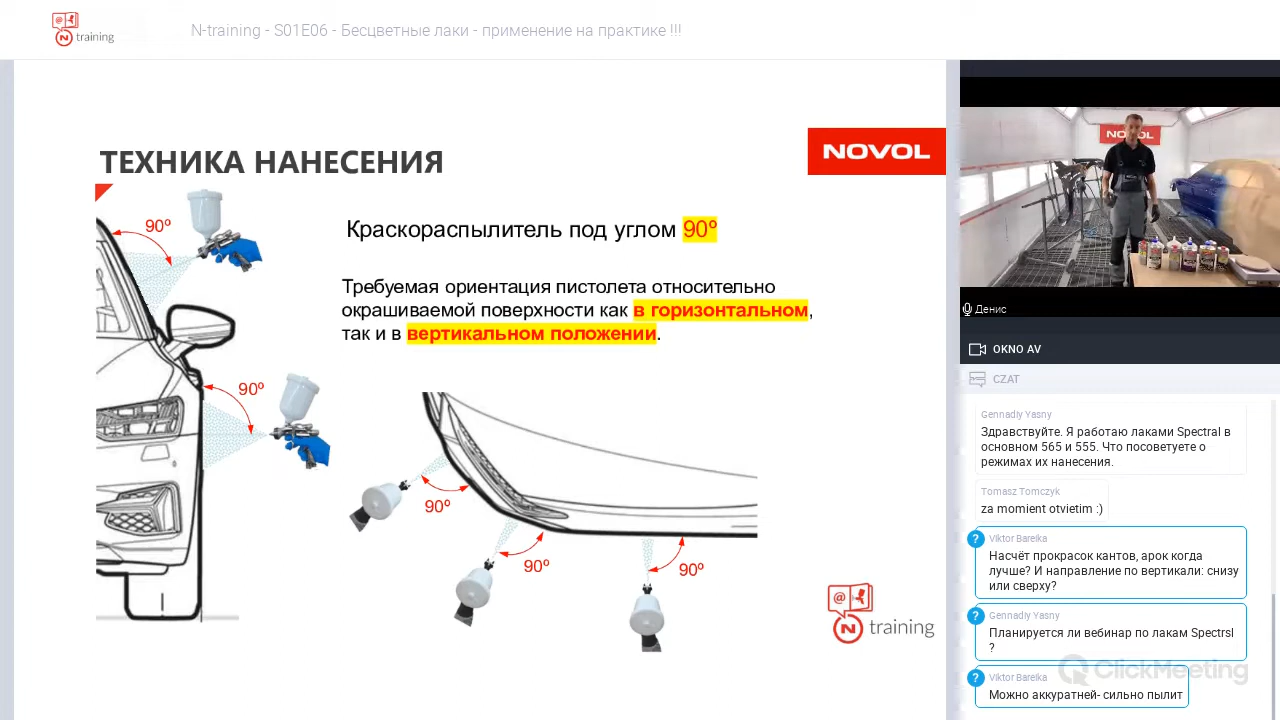 N-training - S01E06 - Бесцветные лаки - применение на практике !!!
@
N training
ТЕХНИКА НАНЕСЕНИЯ
NOVOL
90º
Краскораспылитель под углом 90º
Требуемая ориентация пистолета относительно
окрашиваемой поверхности как в горизонтальном,
так и в вертикальном положении.
90º
90º
90º
90º
@
N training
NOVOL
Денис
OKNO AV
CZAT
Gennadiy Yasny
Здравствуйте. Я работаю лаками Spectral в
основном 565 и 555. Что посоветуете о
режимах их нанесения.
Tomasz Tomczyk
za momient otvietim :)
?
Viktor Bareika
Насчёт прокрасок кантов, арок когда
лучше? И направление по вертикали: снизу
или сверху?
?
Gennadiy Yasny
Планируется ли вебинар по лакам Spectrsl
?
ClickMeeting
?
Viktor Bareika
Можно аккуратней- сильно пылит